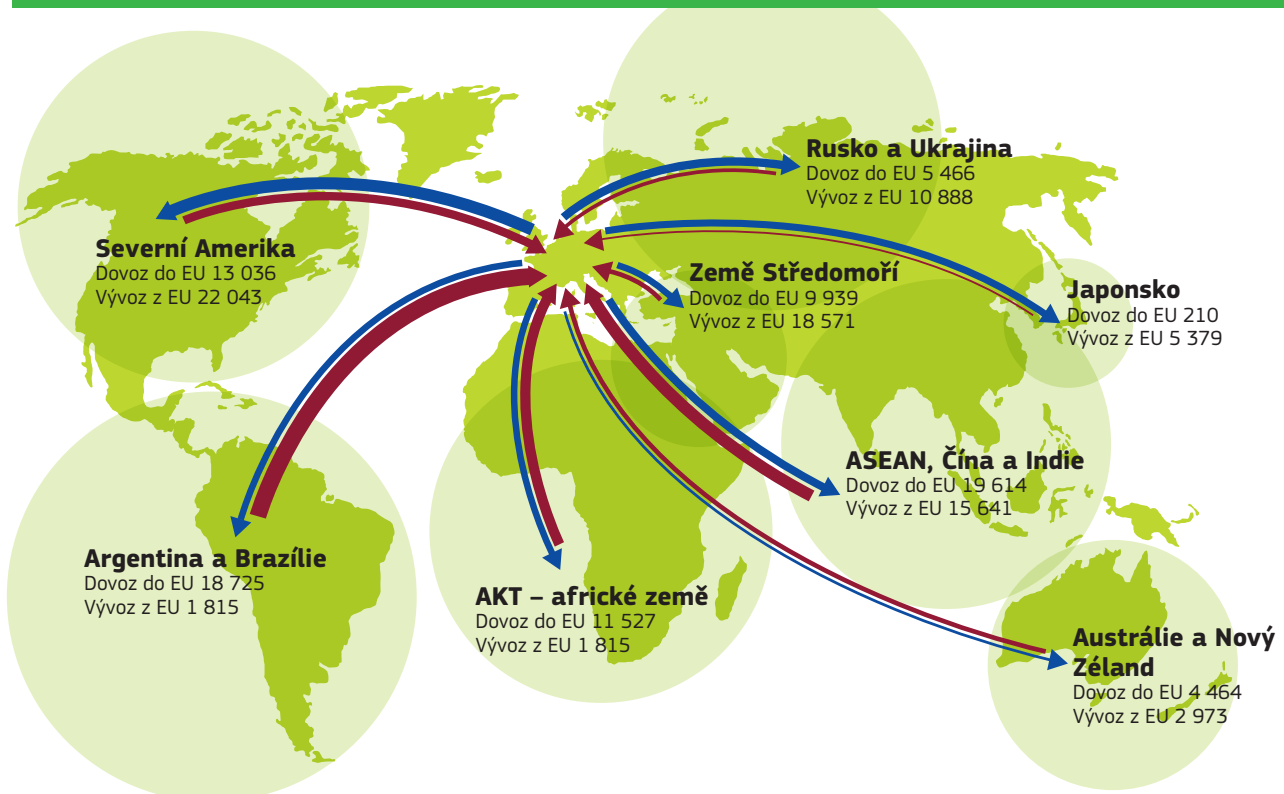 Rusko a Ukrajina
Dovoz do EU 5 466
Vývoz z EU 10 888
Severní Amerika
Dovoz do EU 13 036
Vývoz z EU 22 043
Země Středomoří
Dovoz do EU 9 939
Vývoz z EU 18 571
Japonsko
Dovoz do EU 210
Vývoz z EU 5 379
ASEAN, Čína a Indie
Dovoz do EU 19 614
Vývoz z EU 15 641
Argentina a Brazílie
Dovoz do EU 18 725
Vývoz z EU 1 815
AKT – africké země
Dovoz do EU 11 527
Vývoz z EU 1 815
Austrálie a Nový
Zéland
Dovoz do EU 4 464
Vývoz z EU 2 973